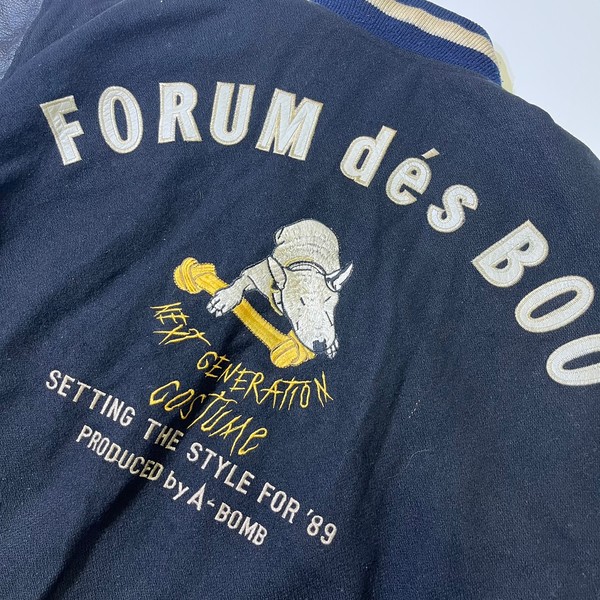 FORUM dés BOO
NEXT GENERATION
COSTUME
SETTING THE STYLE FOR '89
PRODUCED by A-BOMB